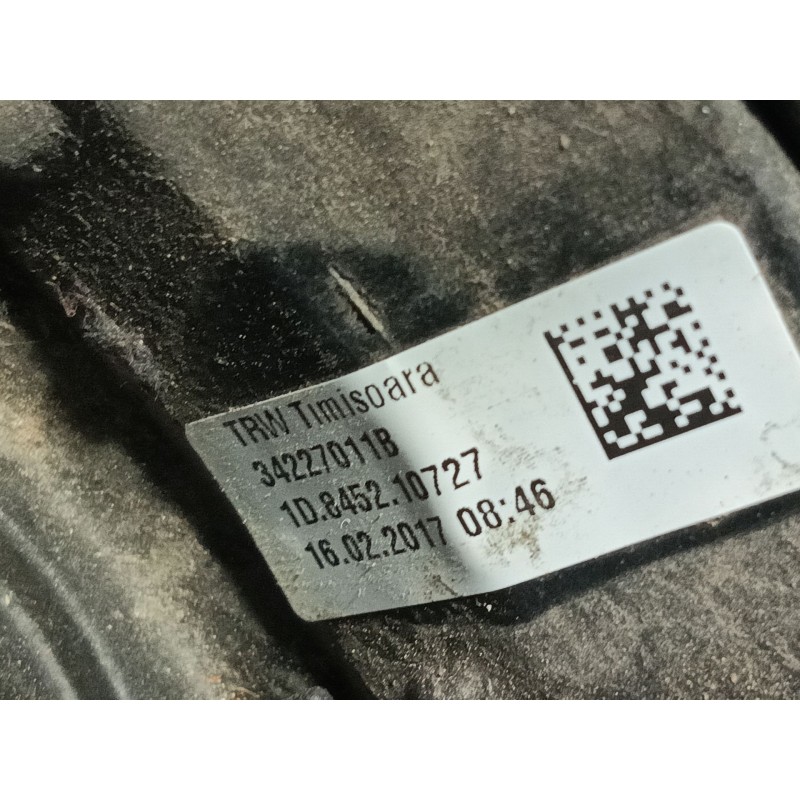 TRW Timisoara
34227011B
1D.8452.10727
16.02.2017 08:46